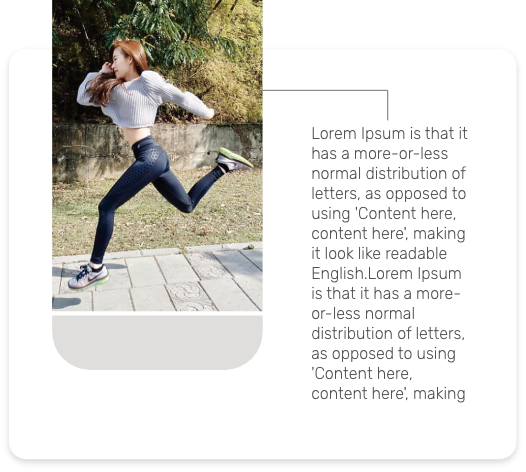 Lorem Ipsum is that it
has a more-or-less
normal distribution of
letters, as opposed to
using 'Content here,
content here', making
it look like readable
English.Lorem Ipsum
is that it has a more-
or-less normal
distribution of letters,
as opposed to using
'Content here,
content here', making